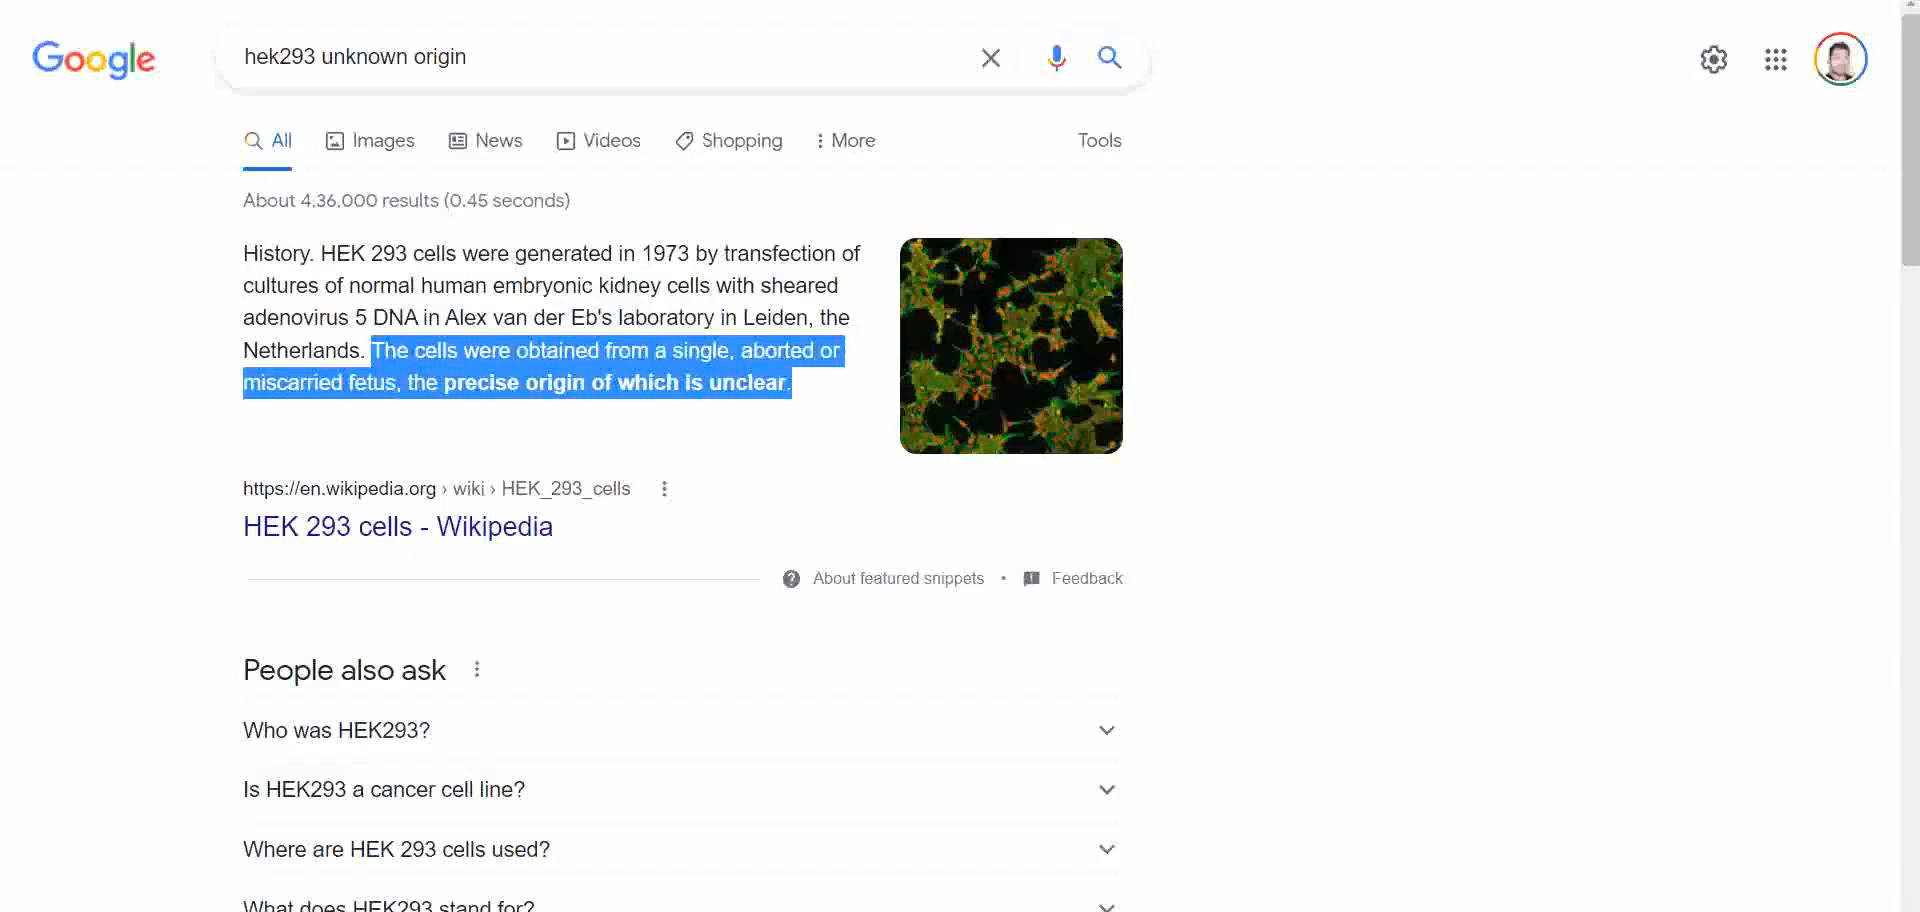 Google
hek293 unknown origin
All Images News Videos Shopping More Tools
About 4,36,000 results (0.45 seconds)
History. HEK 293 cells were generated in 1973 by transfection of
cultures of normal human embryonic kidney cells with sheared
adenovirus 5 DNA in Alex van der Eb's laboratory in Leiden, the
Netherlands. The cells were obtained from a single, aborted or
miscarried fetus, the precise origin of which is unclear.
https://en.wikipedia.org › wiki › HEK_293_cells
HEK 293 cells - Wikipedia
About featured snippets • Feedback
People also ask
Who was HEK293?
Is HEK293 a cancer cell line?
Where are HEK 293 cells used?
What does HEK293 stand for?